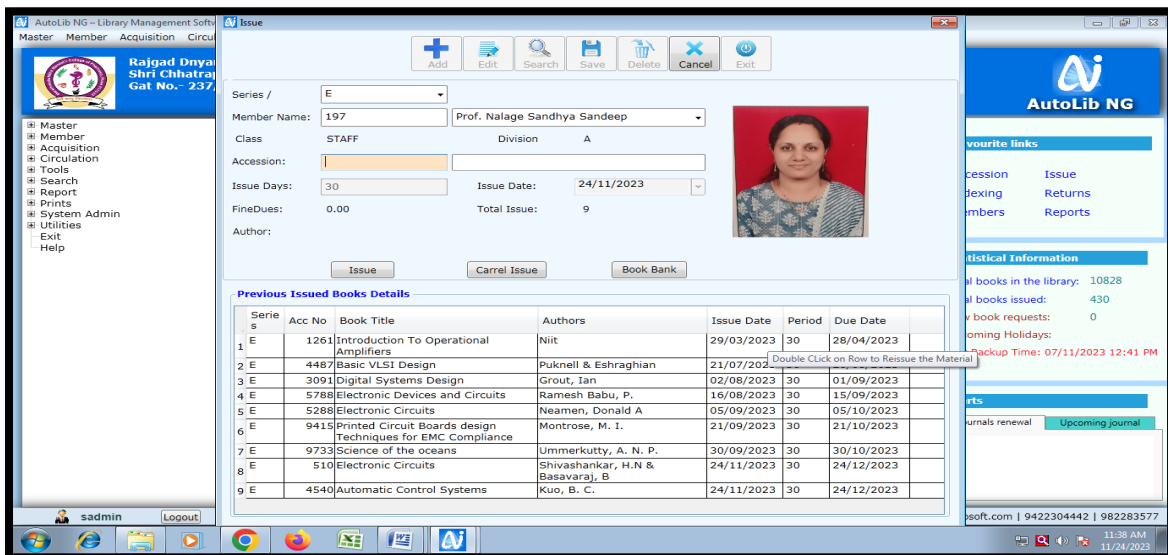 AutoLib NG – Library Management Softw
Issue
Master Member Acquisition Circul
Rajgad Dnya
Shri Chhatra
Gat No.- 237,
Add Edit Search Save Delete Cancel Exit
AutoLib NG
Master
Member
Acquisition
Circulation
Tools
Search
Report
Prints
System Admin
Utilities
Exit
Help
Series / E
Member Name: 197 Prof. Nalage Sandhya Sandeep
Class STAFF Division A
Accession:
Issue Days: 30 Issue Date: 24/11/2023
FineDues: 0.00 Total Issue: 9
Author:
Issue Carrel Issue Book Bank
Previous Issued Books Details
Series Acc No Book Title Authors Issue Date Period Due Date
1 E 1261 Introduction To Operational Amplifiers Niit 29/03/2023 30 28/04/2023
Double CLick on Row to Reissue the Material
2 E 4487 Basic VLSI Design Puknell & Eshraghian 21/07/2023 30
3 E 3091 Digital Systems Design Grout, Ian 02/08/2023 30 01/09/2023
4 E 5788 Electronic Devices and Circuits Ramesh Babu, P. 16/08/2023 30 15/09/2023
5 E 5288 Electronic Circuits Neamen, Donald A 05/09/2023 30 05/10/2023
6 E 9415 Printed Circuit Boards design Techniques for EMC Compliance Montrose, M. I. 21/09/2023 30 21/10/2023
7 E 9733 Science of the oceans Ummerkutty, A. N. P. 30/09/2023 30 30/10/2023
8 E 510 Electronic Circuits Shivashankar, H.N & Basavaraj, B 24/11/2023 30 24/12/2023
9 E 4540 Automatic Control Systems Kuo, B. C. 24/11/2023 30 24/12/2023
vourite links
cession Issue
dexing Returns
mbers Reports
tistical Information
al books in the library: 10828
al books issued: 430
v book requests: 0
coming Holidays:
Backup Time: 07/11/2023 12:41 PM
rts
urnals renewal Upcoming journal
sadmin Logout
osoft.com | 9422304442 | 982283577
11:38 AM
11/24/2023